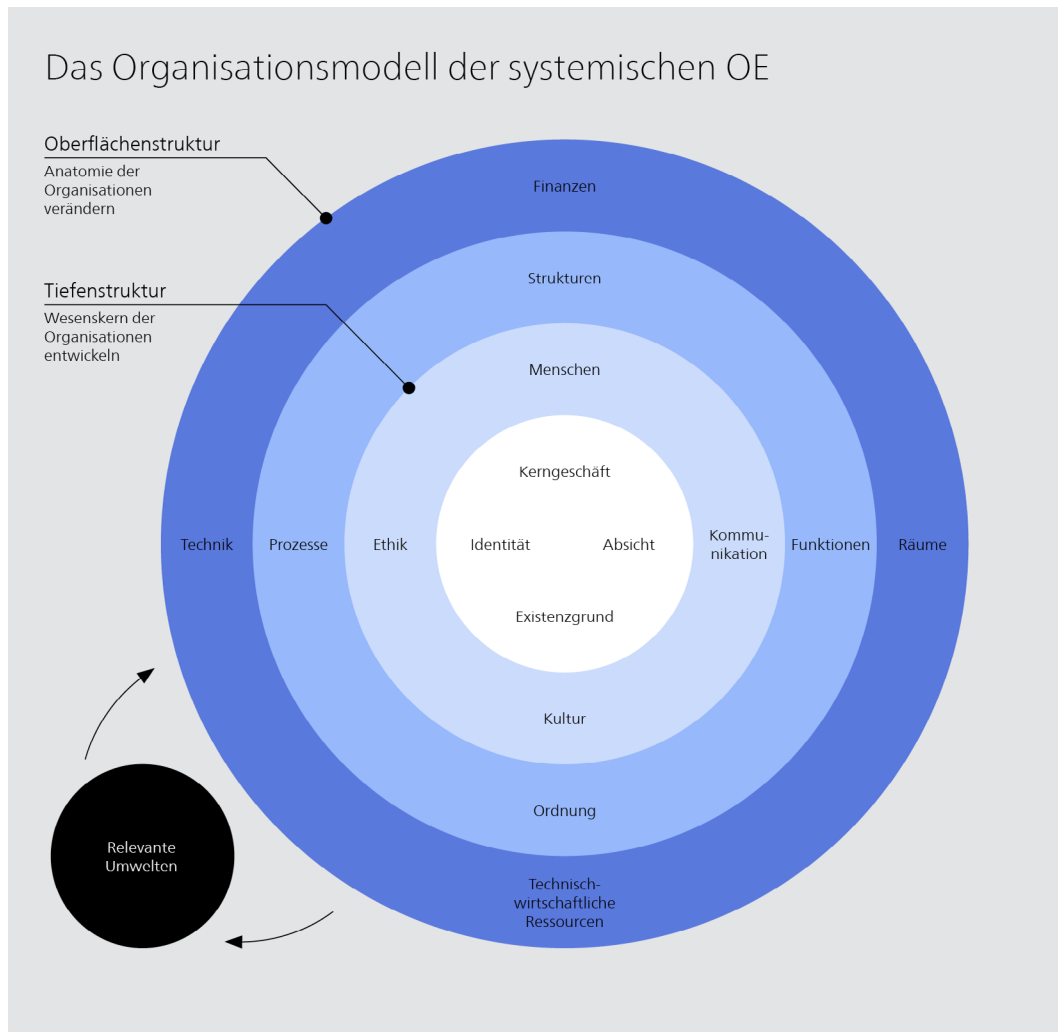 Das Organisationsmodell der systemischen OE
Oberflächenstruktur
Anatomie der
Organisationen
verändern
Tiefenstruktur
Wesenskern der
Organisationen
entwickeln
Finanzen
Strukturen
Menschen
Kerngeschäft
Technik
Prozesse
Ethik
Identität
Absicht
Kommu-
nikation
Funktionen
Räume
Existenzgrund
Kultur
Ordnung
Technisch-
wirtschaftliche
Ressourcen
Relevante
Umwelten